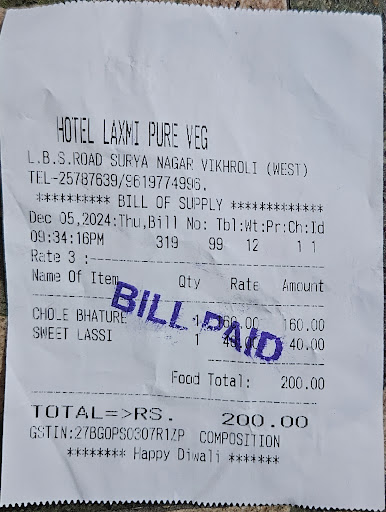 HOTEL LAXMI PURE VEG
L.B.S.ROAD SURYA NAGAR VIKHROLI (WEST)
TEL-25787639/9619774996.
********** BILL OF SUPPLY *************
Dec 05,2024:Thu,Bill No: Tbl:Wt:Pr:Ch:Id
09:34:16PM 319 99 12 1 1
Rate 3 :
Name Of Item Qty Rate Amount
CHOLE BHATURE 1 160.00
SWEET LASSI 1 40.00
BILL PAID
Food Total: 200.00
TOTAL=>RS. 200.00
GSTIN:27BGOPS0307R1ZP COMPOSITION
******** Happy Diwali *******